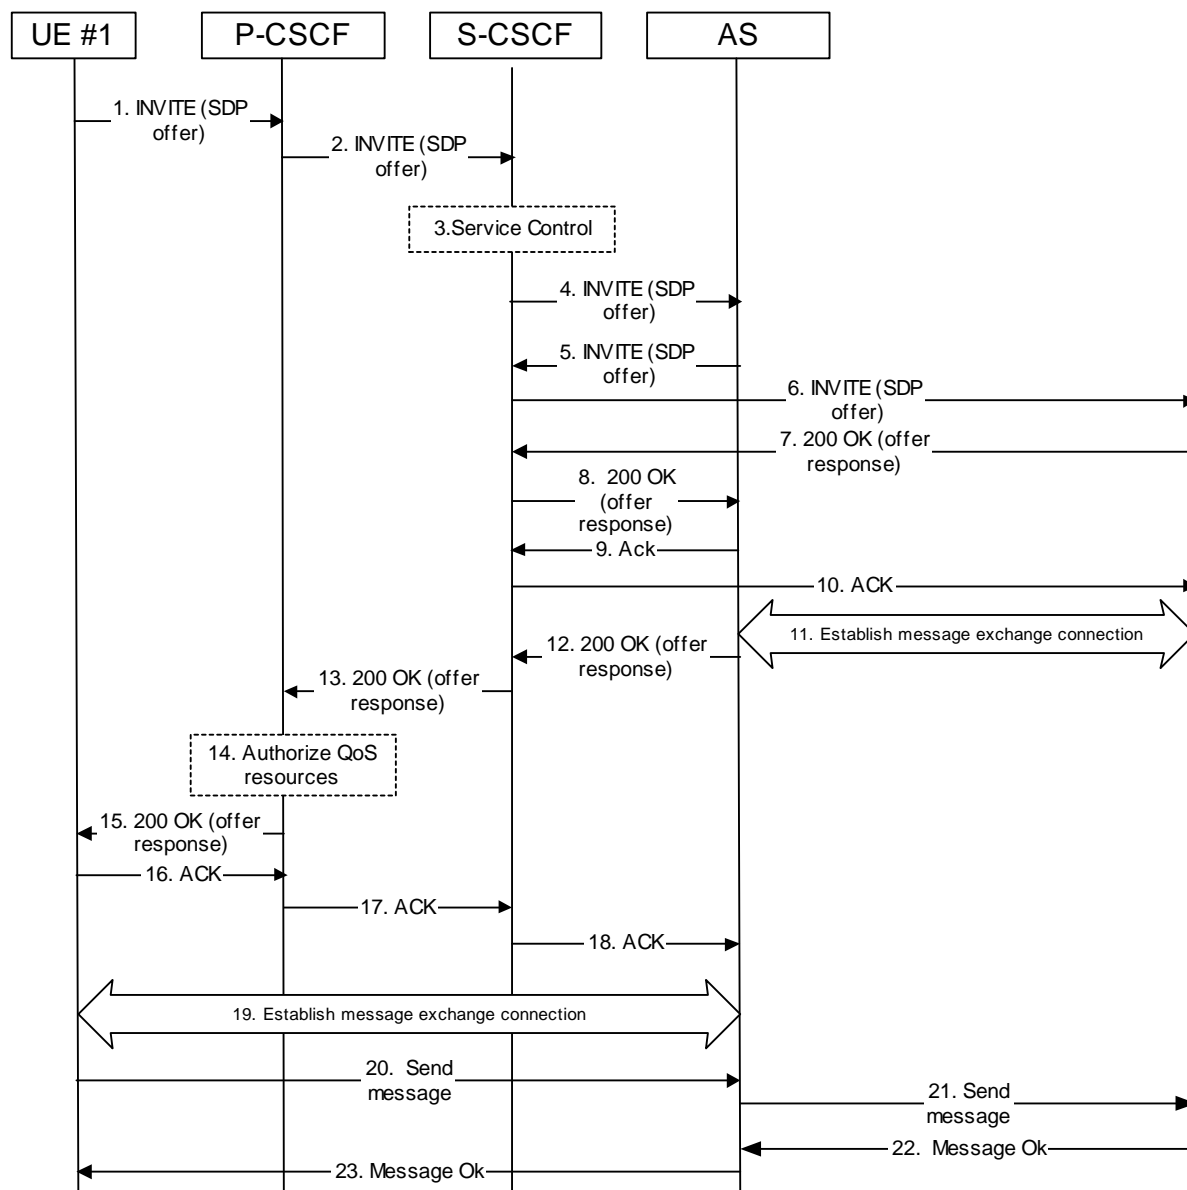 UE #1
P-CSCF
S-CSCF
AS
1. INVITE (SDP
offer)
2. INVITE (SDP
offer)
3.Service Control
4. INVITE (SDP
offer)
5. INVITE (SDP
offer)
6. INVITE (SDP
offer)
7. 200 OK (offer
response)
8. 200 OK
(offer
response)
9. Ack
10. ACK
11. Establish message exchange connection
12. 200 OK (offer
response)
13. 200 OK (offer
response)
14. Authorize QoS
resources
15. 200 OK (offer
response)
16. ACK
17. ACK
18. ACK
19. Establish message exchange connection
20. Send
message
21. Send
message
22. Message Ok
23. Message Ok